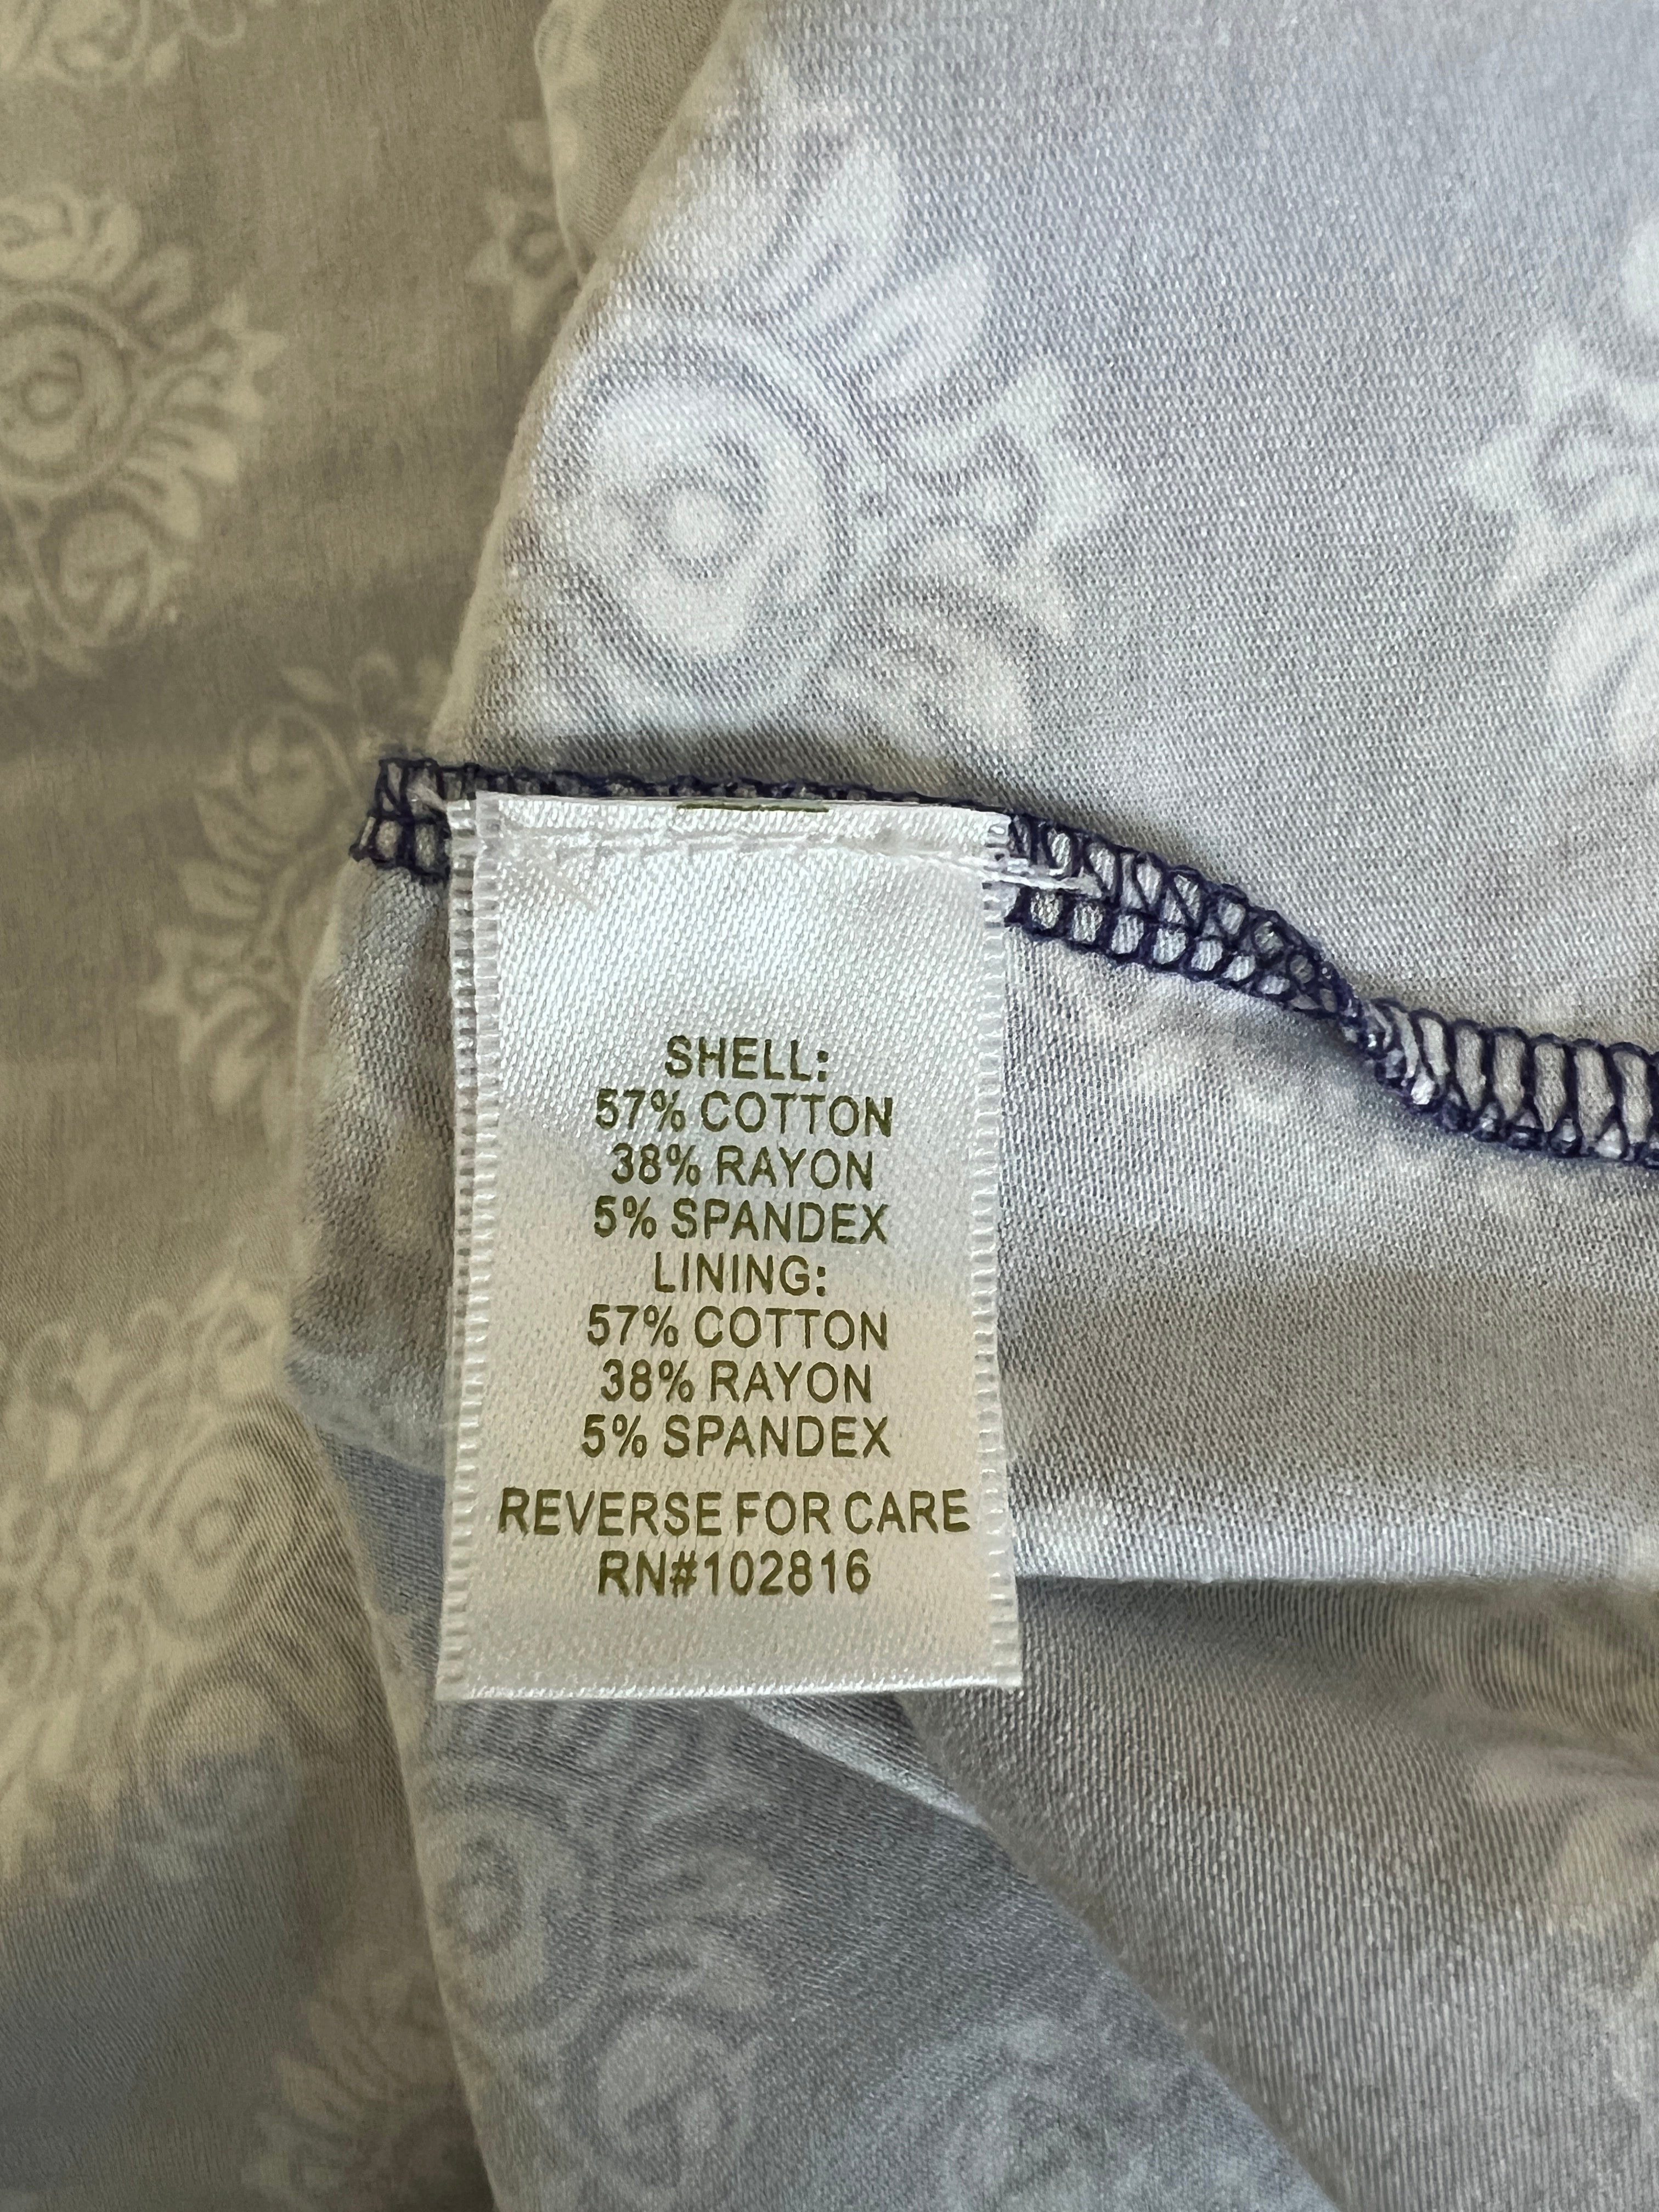 SHELL:
57% COTTON
38% RAYON
5% SPANDEX
LINING:
57% COTTON
38% RAYON
5% SPANDEX
REVERSE FOR CARE
RN#102816